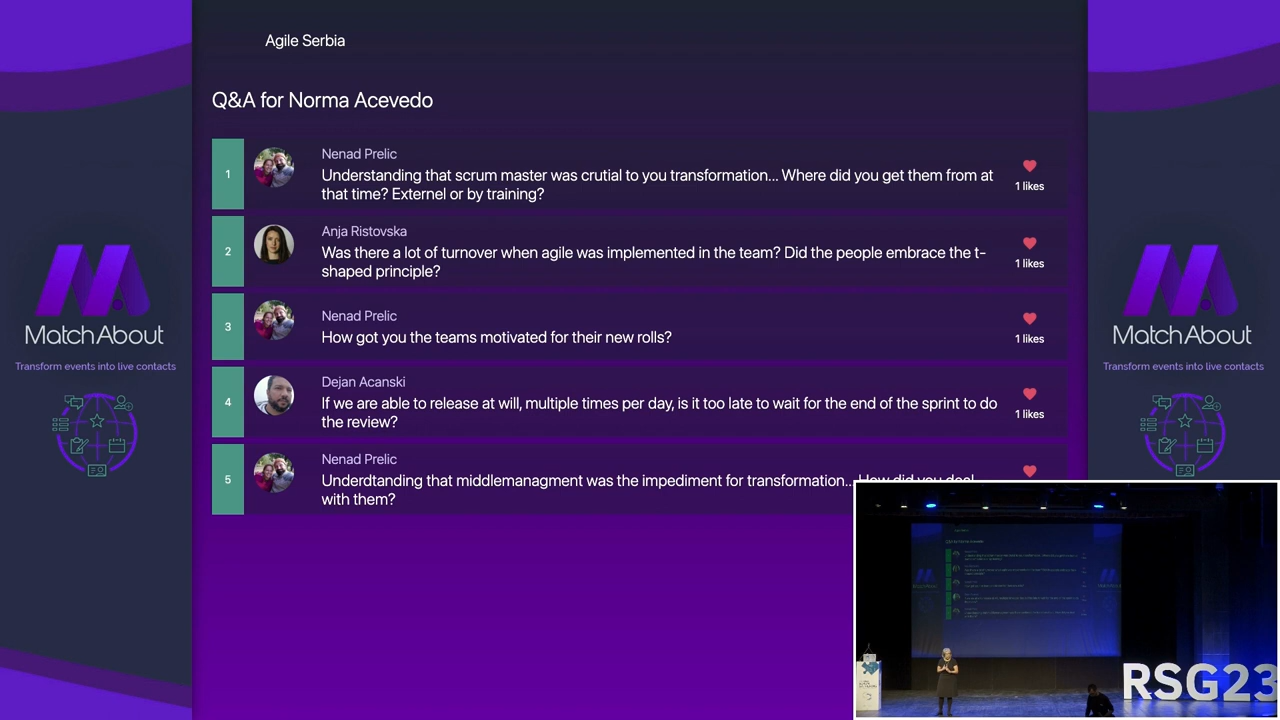 Agile Serbia
Q&A for Norma Acevedo
1
Nenad Prelic
Understanding that scrum master was crutial to you transformation... Where did you get them from at
that time? Externel or by training?
1 likes
2
Anja Ristovska
Was there a lot of turnover when agile was implemented in the team? Did the people embrace the t-
shaped principle?
1 likes
3
Nenad Prelic
How got you the teams motivated for their new rolls?
1 likes
4
Dejan Acanski
If we are able to release at will, multiple times per day, is it too late to wait for the end of the sprint to do
the review?
1 likes
5
Nenad Prelic
Underdtanding that middlemanagment was the impediment for transformation... How did you deal
with them?
MatchAbout
Transform events into live contacts
MatchAbout
Transform events into live contacts
RSG23